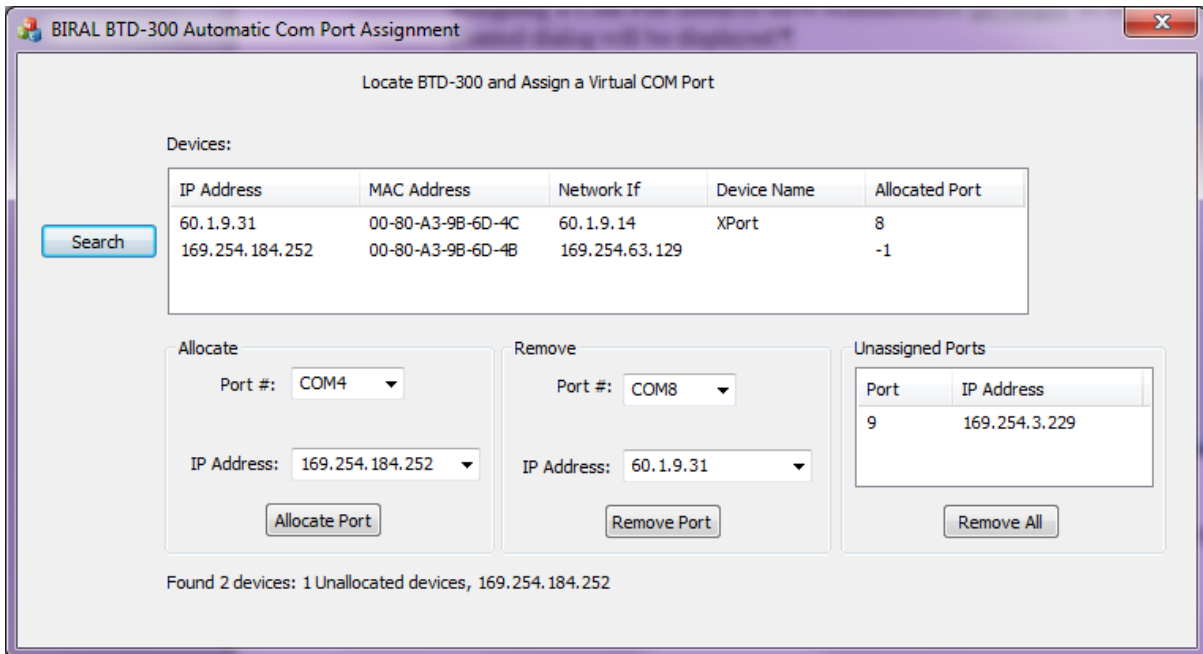 BIRAL BTD-300 Automatic Com Port Assignment
Locate BTD-300 and Assign a Virtual COM Port
Devices:
IP Address MAC Address Network If Device Name Allocated Port
60.1.9.31 00-80-A3-9B-6D-4C 60.1.9.14 XPort 8
169.254.184.252 00-80-A3-9B-6D-4B 169.254.63.129 -1
Search
Allocate
Port #: COM4
IP Address: 169.254.184.252
Allocate Port
Remove
Port #: COM8
IP Address: 60.1.9.31
Remove Port
Unassigned Ports
Port IP Address
9 169.254.3.229
Remove All
Found 2 devices: 1 Unallocated devices, 169.254.184.252